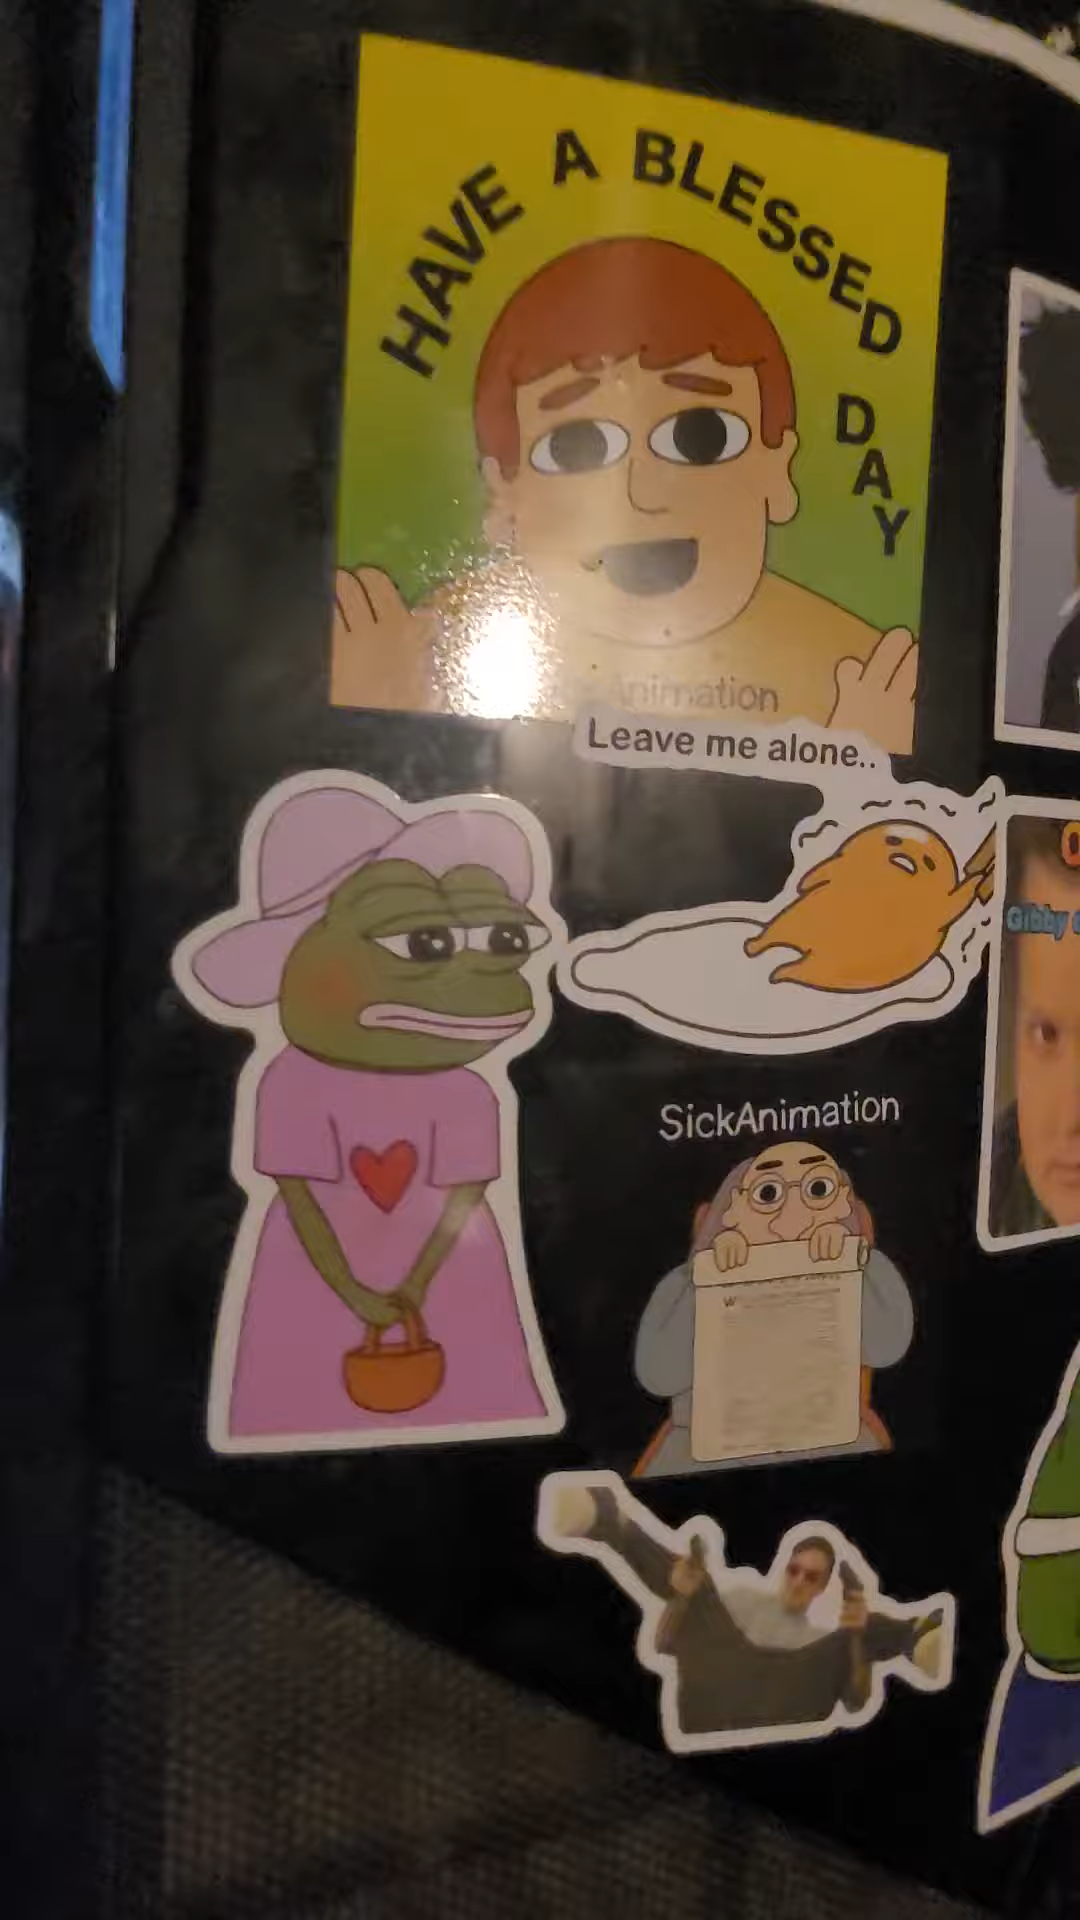 HAVE A BLESSED DAY
Animation
Leave me alone..
Gibby
SickAnimation
W